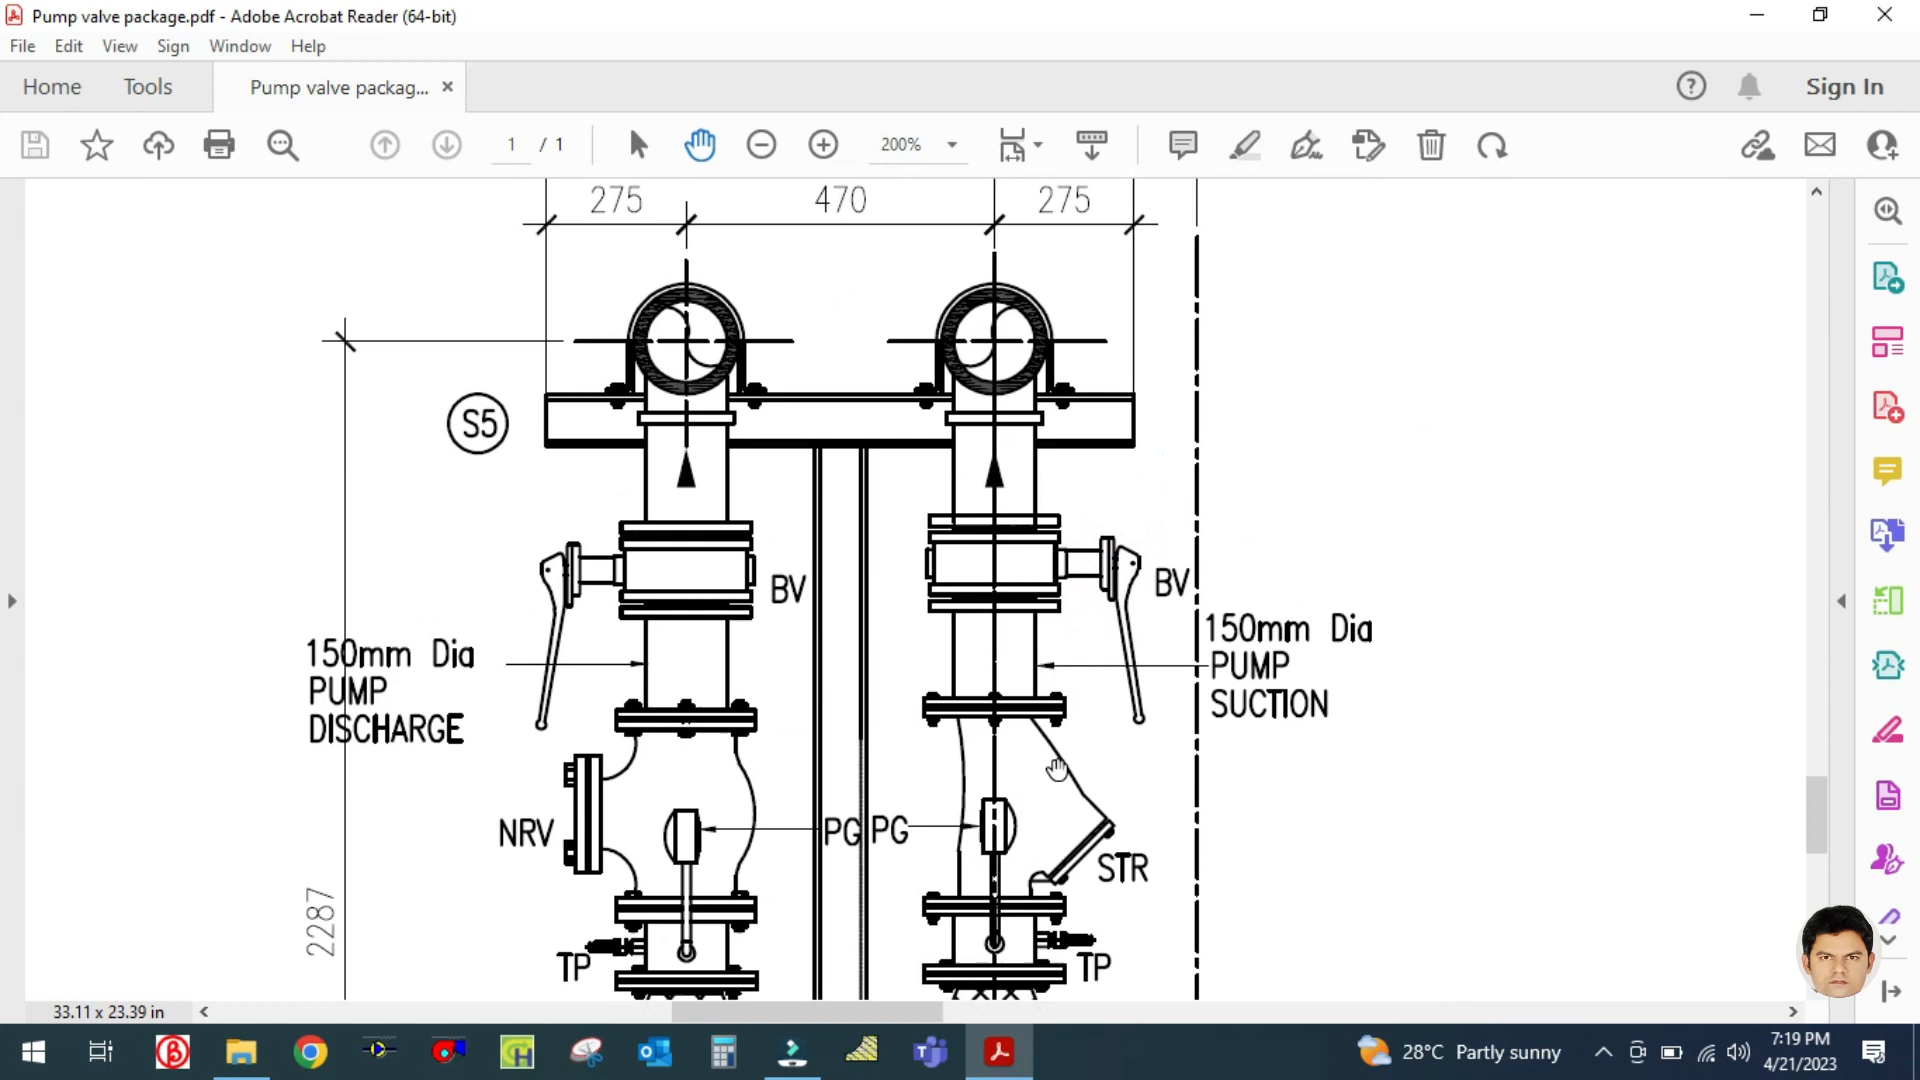 Pump valve package.pdf - Adobe Acrobat Reader (64-bit)
File Edit View Sign Window Help
Home Tools Pump valve packag... × Sign In
1 / 1 200%
275 470 275
S5
BV BV
150mm Dia
PUMP
DISCHARGE
150mm Dia
PUMP
SUCTION
NRV PG PG STR
2287
TP TP
33.11 x 23.39 in
28°C Partly sunny
7:19 PM
4/21/2023